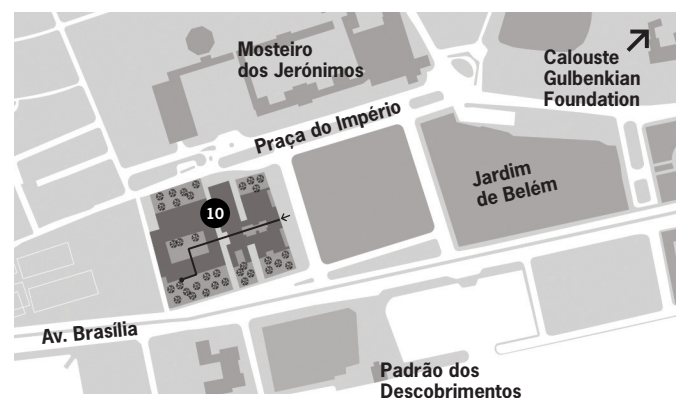 Mosteiro
dos Jerónimos
Calouste
Gulbenkian
Foundation
Praça do Império
Jardim
de Belém
10
Av. Brasília
Padrão dos
Descobrimentos